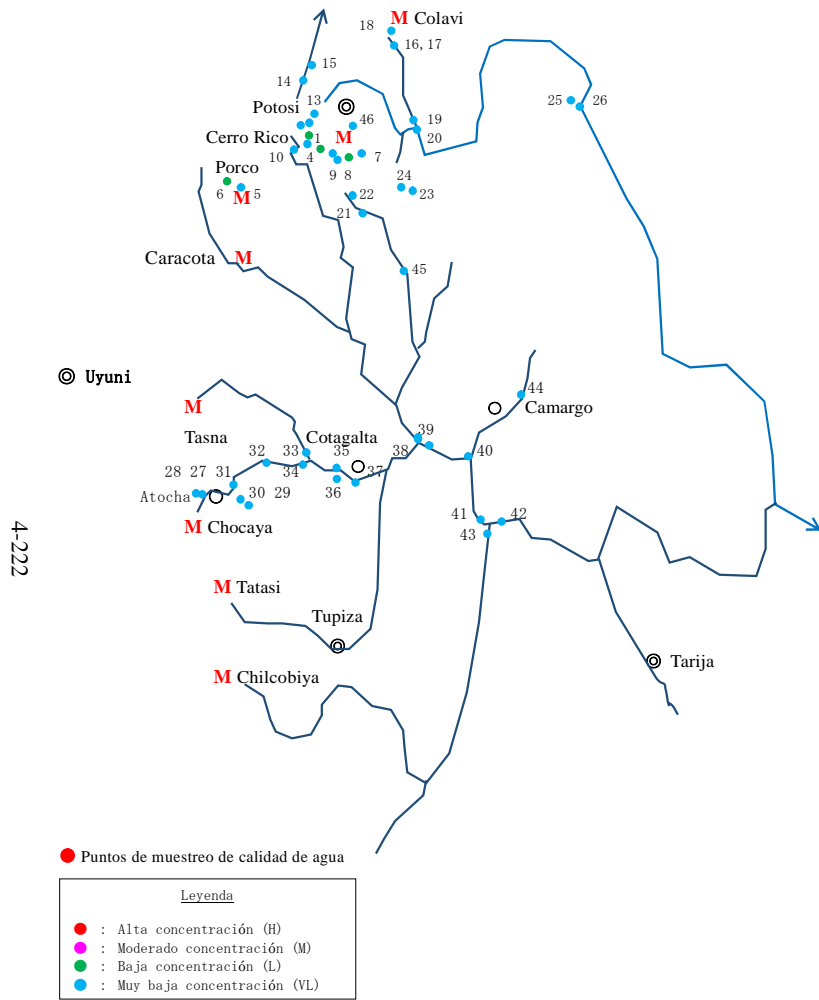 18 M Colavi
16, 17
15
14
Potosi 13
46
19
20
25 26
Cerro Rico 1 M
10 4 9 8 7
Porco
6 5
M
24
23
22
21
Caracota M
45
Uyuni
M
44
Camargo
Tasna
Cotagalta
39
38
40
32 33 35
34
37
36
28 27 31
Atocha
30 29
M Chocaya
41 42
43
4-222
M Tatasi
Tupiza
Tarija
M Chilcobiya
Puntos de muestreo de calidad de agua
Leyenda
: Alta concentración (H)
: Moderado concentración (M)
: Baja concentración (L)
: Muy baja concentración (VL)